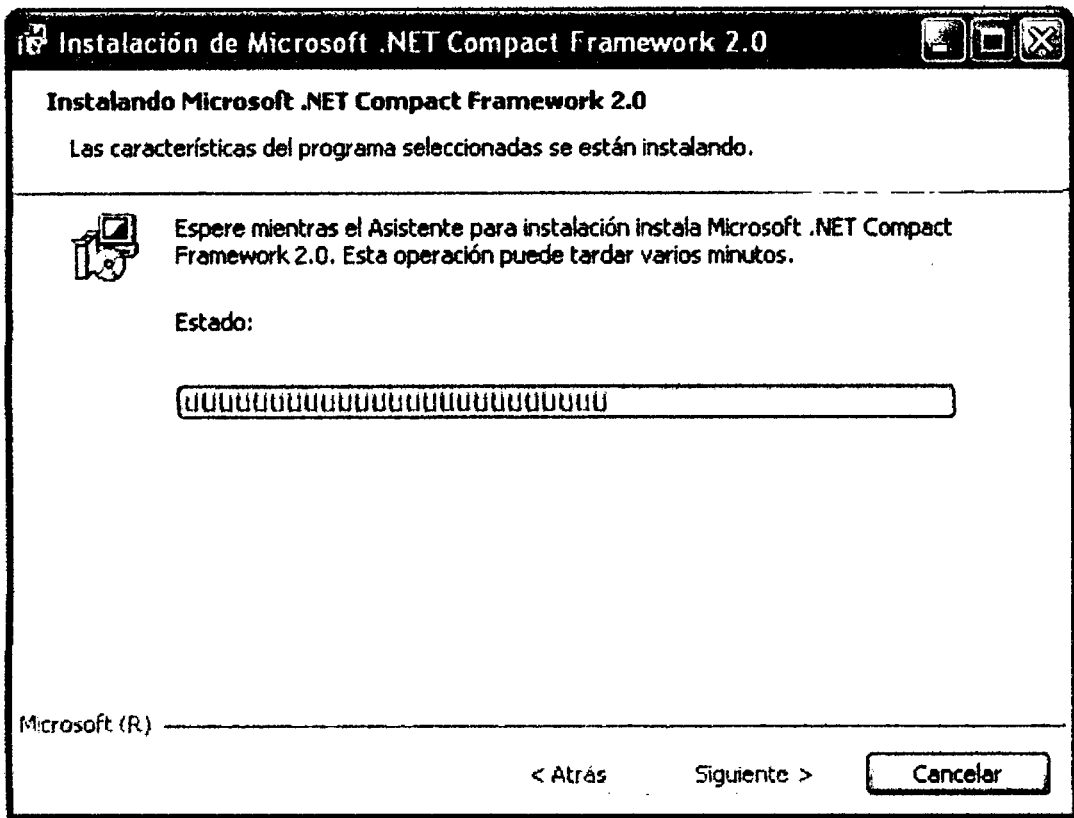 Instalación de Microsoft .NET Compact Framework 2.0
Instalando Microsoft .NET Compact Framework 2.0
Las características del programa seleccionadas se están instalando.
Espere mientras el Asistente para instalación instala Microsoft .NET Compact
Framework 2.0. Esta operación puede tardar varios minutos.
Estado:
Microsoft (R)
< Atrás Siguiente > Cancelar